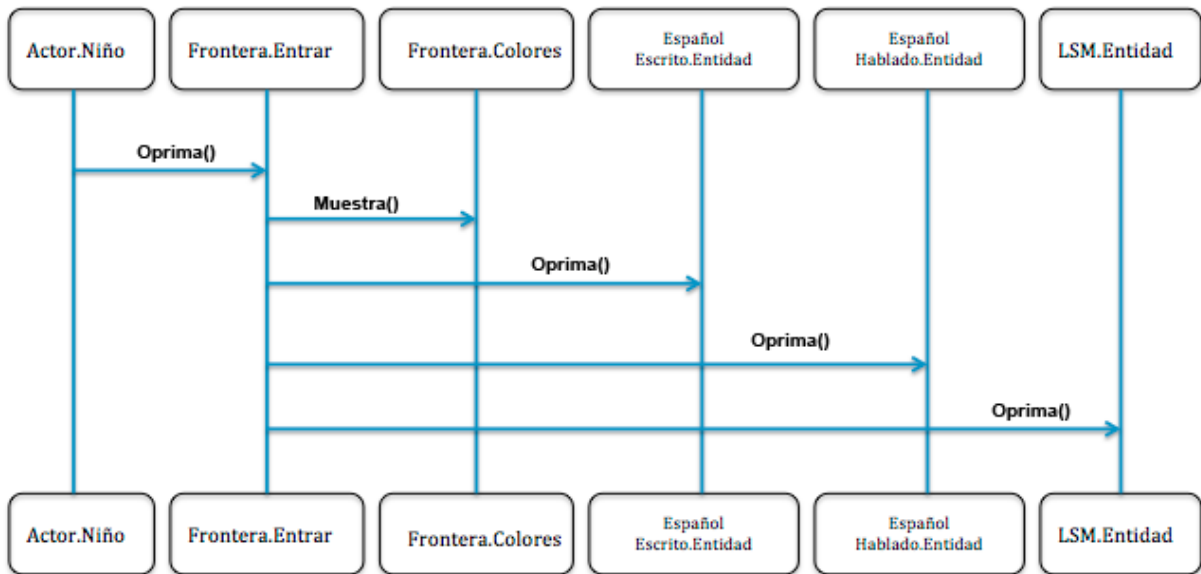 Actor.Niño
Frontera.Entrar
Frontera.Colores
Español
Escrito.Entidad
Español
Hablado.Entidad
LSM.Entidad
Oprima()
Muestra()
Oprima()
Oprima()
Oprima()
Actor.Niño
Frontera.Entrar
Frontera.Colores
Español
Escrito.Entidad
Español
Hablado.Entidad
LSM.Entidad